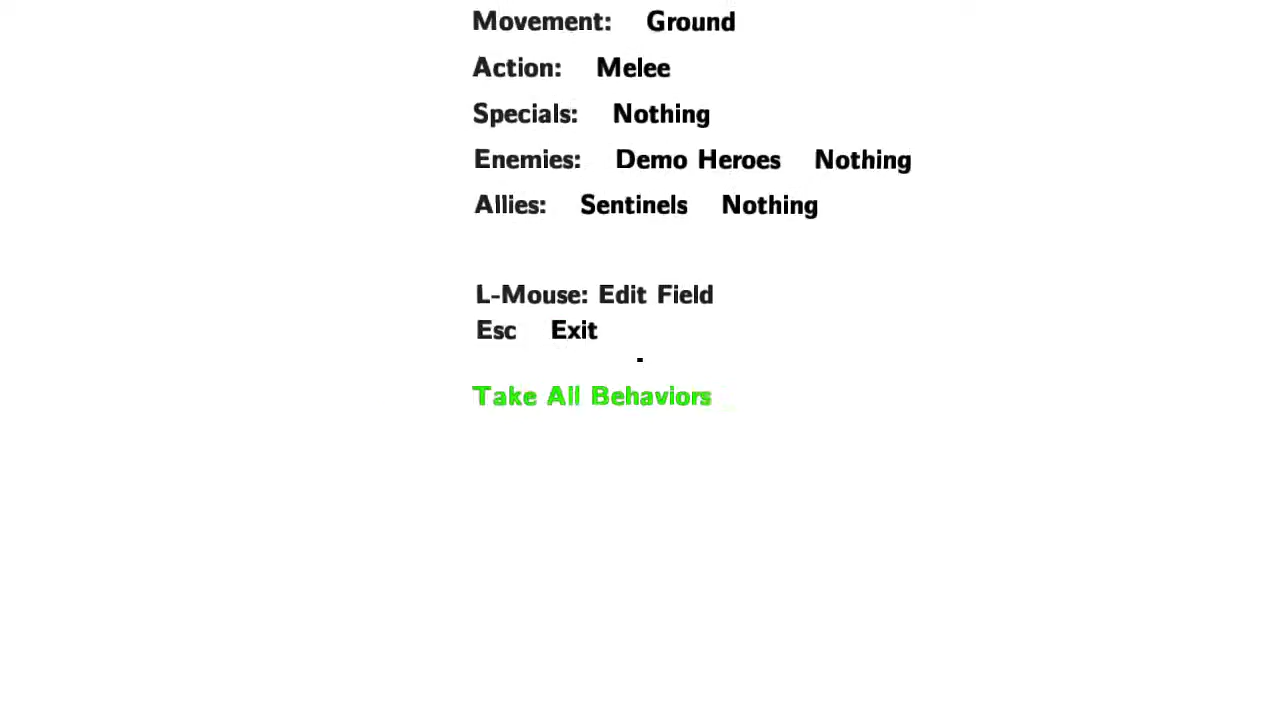 Movement: Ground
Action: Melee
Specials: Nothing
Enemies: Demo Heroes Nothing
Allies: Sentinels Nothing
L-Mouse: Edit Field
Esc Exit
Take All Behaviors